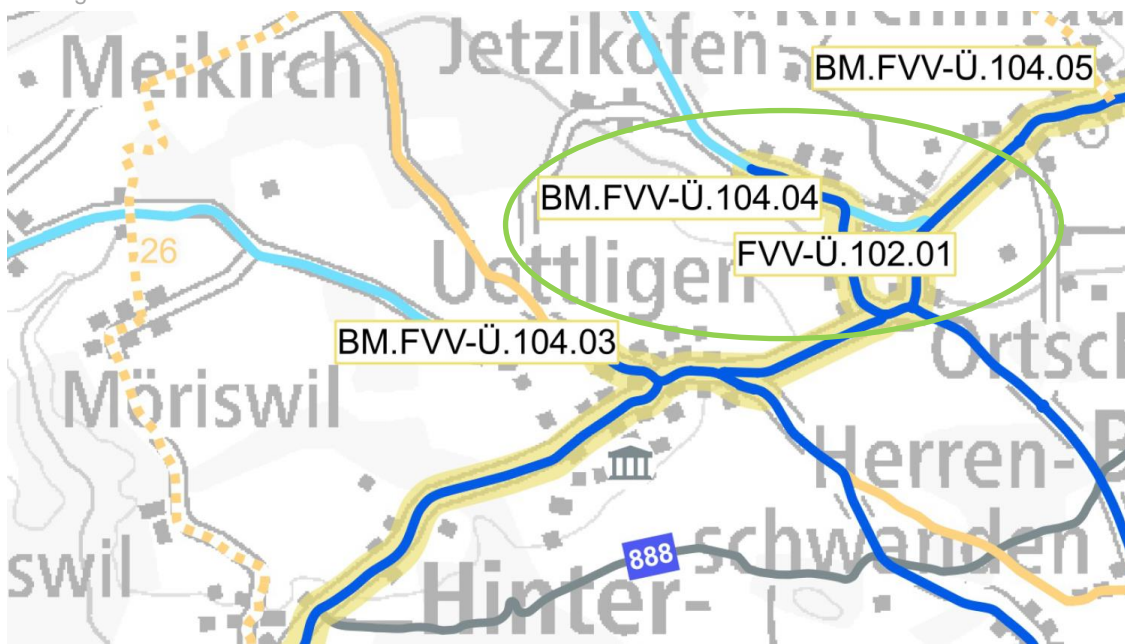 Meikirch
Jetzikofen
BM.FVV-Ü.104.05
BM.FVV-Ü.104.04
26
Uettligen
FVV-Ü.102.01
BM.FVV-Ü.104.03
Ortsch
Möriswil
Herren-
swil
888
schwanden
Hinter-